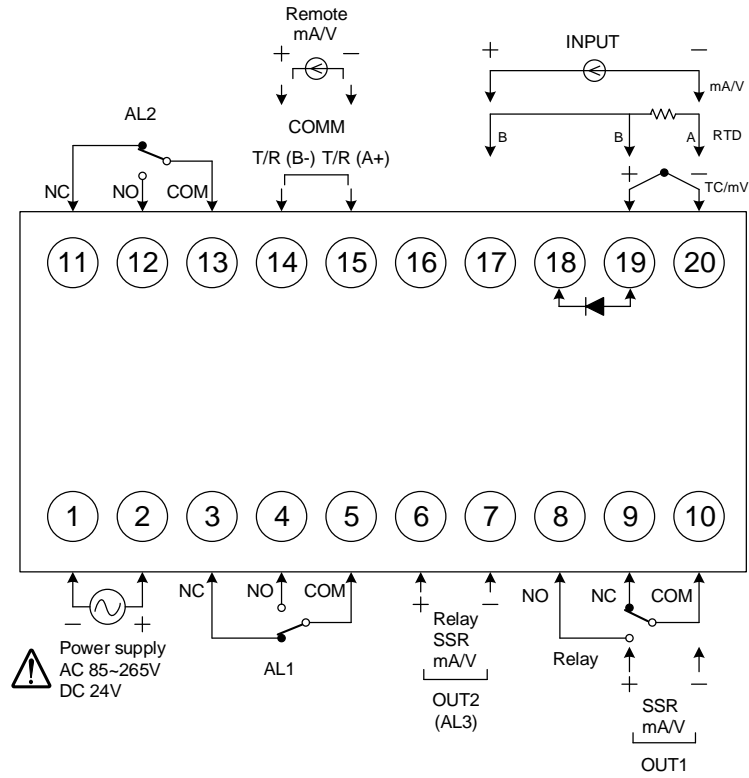 Remote
mA/V
+ −
INPUT
+ −
mA/V
AL2
COMM
B B A RTD
T/R (B-) T/R (A+)
NC NO COM
+ −
TC/mV
11 12 13 14 15 16 17 18 19 20
1 2 3 4 5 6 7 8 9 10
− +
Power supply
AC 85~265V
DC 24V
NC NO COM
AL1
+ −
Relay
SSR
mA/V
OUT2
(AL3)
NO NC COM
Relay
+ −
SSR
mA/V
OUT1